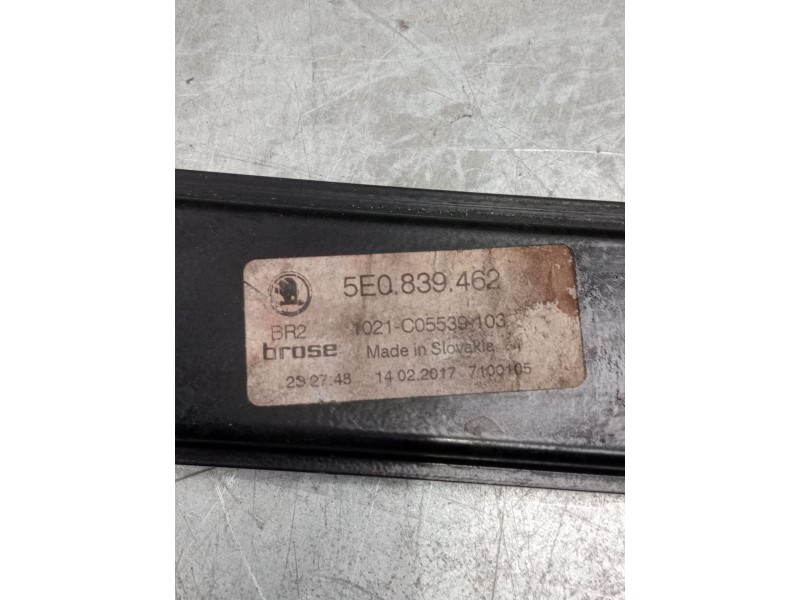 5E0.839.462
BR2 1021-C05539-103
brose Made in Slovakia
23:27:48 14.02.2017 7100105